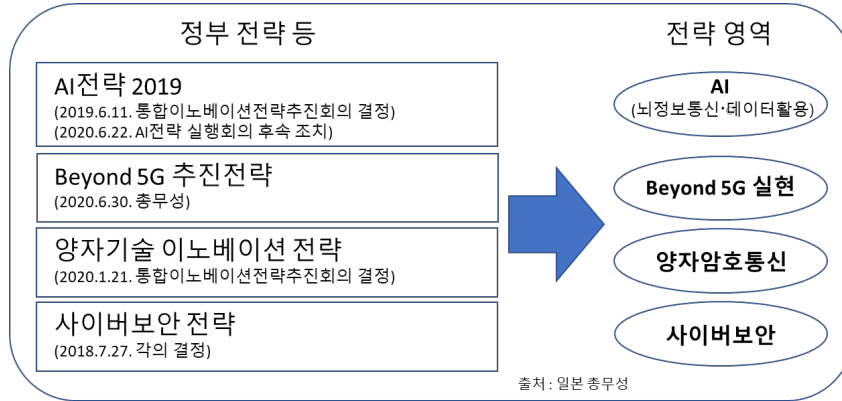 정부 전략 등
전략 영역
AI전략 2019
(2019.6.11. 통합이노베이션전략추진회의 결정)
(2020.6.22. AI전략 실행회의 후속 조치)
Beyond 5G 추진전략
(2020.6.30. 총무성)
양자기술 이노베이션 전략
(2020.1.21. 통합이노베이션전략추진회의 결정)
사이버보안 전략
(2018.7.27. 각의 결정)
AI
(뇌정보통신·데이터활용)
Beyond 5G 실현
양자암호통신
사이버보안
출처 : 일본 총무성